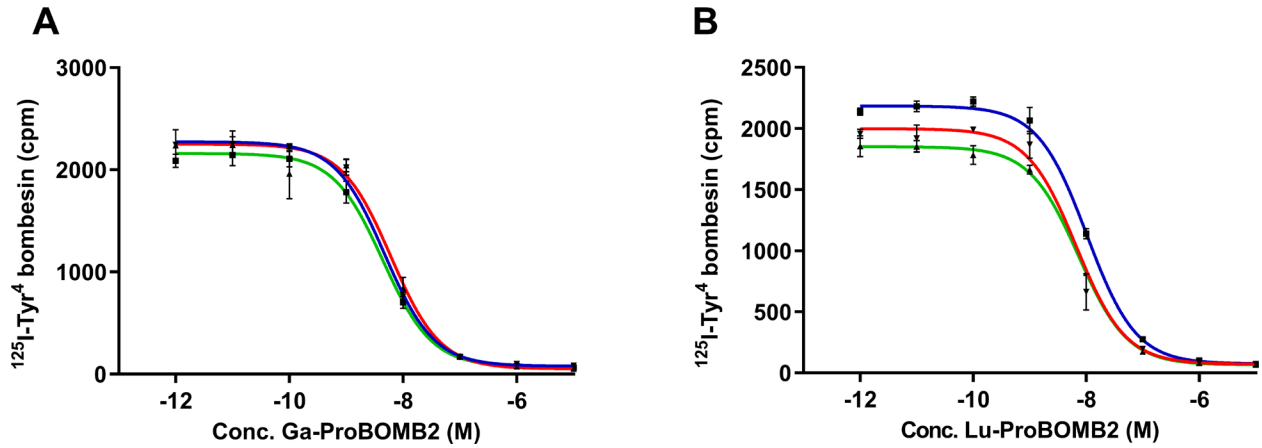 A
3000
2000
1000
0
-12 -10 -8 -6
¹²⁵I-Tyr⁴ bombesin (cpm)
Conc. Ga-ProBOMB2 (M)
B
2500
2000
1500
1000
500
0
-12 -10 -8 -6
¹²⁵I-Tyr⁴ bombesin (cpm)
Conc. Lu-ProBOMB2 (M)